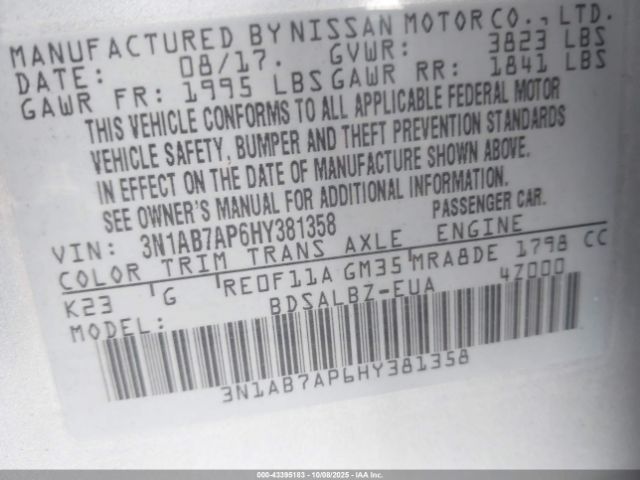 MANUFACTURED BY NISSAN MOTOR CO., LTD.
DATE: 08/17. GVWR: 3823 LBS
GAWR FR: 1995 LBS GAWR RR: 1841 LBS
THIS VEHICLE CONFORMS TO ALL APPLICABLE FEDERAL MOTOR
VEHICLE SAFETY, BUMPER AND THEFT PREVENTION STANDARDS
IN EFFECT ON THE DATE OF MANUFACTURE SHOWN ABOVE.
SEE OWNER'S MANUAL FOR ADDITIONAL INFORMATION.
VIN: 3N1AB7AP6HY381358 PASSENGER CAR.
COLOR TRIM TRANS AXLE ENGINE
K23 G RE0F11A GM35 MRA8DE 1798 CC
MODEL: BDSALBZ-EUA 4Z000
3N1AB7AP6HY381358
000-43395183 | 10/08/2025 | IAA Inc.